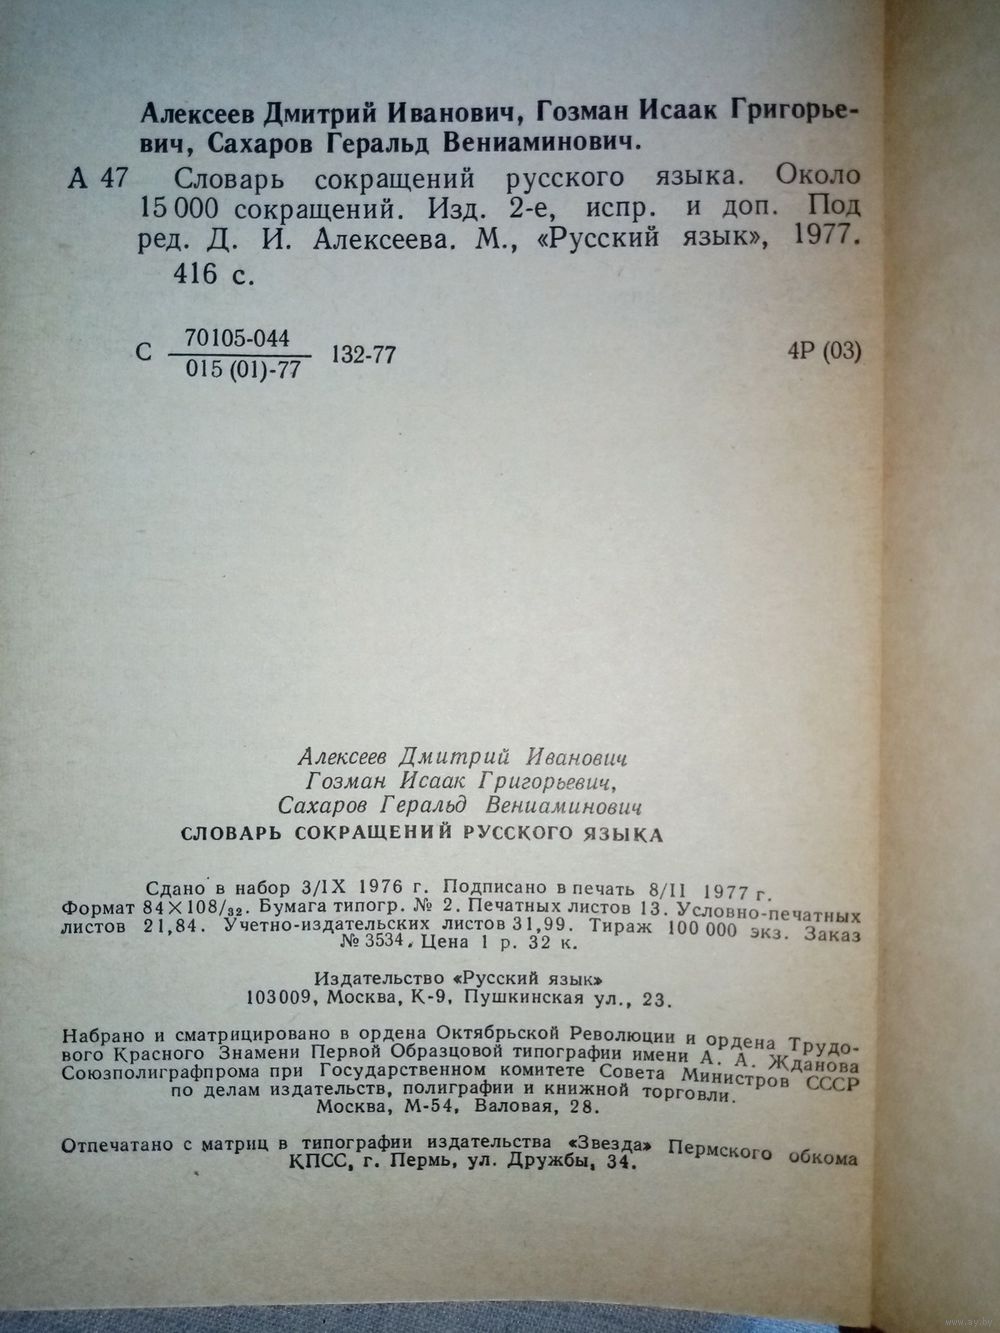 Алексеев Дмитрий Иванович, Гозман Исаак Григорье-
вич, Сахаров Геральд Вениаминович.
А 47 Словарь сокращений русского языка. Около
15 000 сокращений. Изд. 2-е, испр. и доп. Под
ред. Д. И. Алексеева. М., «Русский язык», 1977.
416 с.
С 70105-044 / 015 (01)-77 132-77 4Р (03)
Алексеев Дмитрий Иванович
Гозман Исаак Григорьевич,
Сахаров Геральд Вениаминович
СЛОВАРЬ СОКРАЩЕНИЙ РУССКОГО ЯЗЫКА
Сдано в набор 3/IX 1976 г. Подписано в печать 8/II 1977 г.
Формат 84×108/32. Бумага типогр. № 2. Печатных листов 13. Условно-печатных
листов 21,84. Учетно-издательских листов 31,99. Тираж 100 000 экз. Заказ
№ 3534. Цена 1 р. 32 к.
Издательство «Русский язык»
103009, Москва, К-9, Пушкинская ул., 23.
Набрано и сматрицировано в ордена Октябрьской Революции и ордена Трудо-
вого Красного Знамени Первой Образцовой типографии имени А. А. Жданова
Союзполиграфпрома при Государственном комитете Совета Министров СССР
по делам издательств, полиграфии и книжной торговли.
Москва, М-54, Валовая, 28.
Отпечатано с матриц в типографии издательства «Звезда» Пермского обкома
КПСС, г. Пермь, ул. Дружбы, 34.
www.ay.by